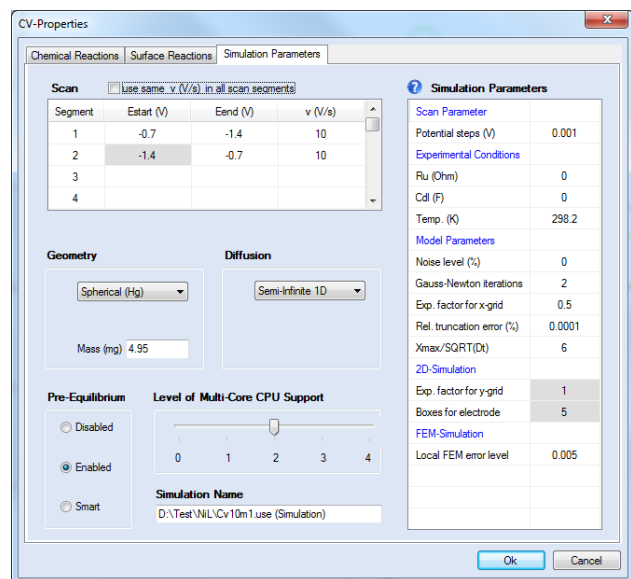 CV-Properties
x
Chemical Reactions Surface Reactions Simulation Parameters
Scan use same v (V/s) in all scan segments
Segment Estart (V) Eend (V) v (V/s)
1 -0.7 -1.4 10
2 -1.4 -0.7 10
3
4
Geometry
Spherical (Hg)
Mass (mg) 4.95
Diffusion
Semi-Infinite 1D
Pre-Equilibrium
Disabled
Enabled
Smart
Level of Multi-Core CPU Support
0 1 2 3 4
Simulation Name
D:\Test\NiL\Cv10m1.use (Simulation)
? Simulation Parameters
Scan Parameter
Potential steps (V) 0.001
Experimental Conditions
Ru (Ohm) 0
Cdl (F) 0
Temp. (K) 298.2
Model Parameters
Noise level (%) 0
Gauss-Newton iterations 2
Exp. factor for x-grid 0.5
Rel. truncation error (%) 0.0001
Xmax/SQRT(Dt) 6
2D-Simulation
Exp. factor for y-grid 1
Boxes for electrode 5
FEM-Simulation
Local FEM error level 0.005
Ok Cancel